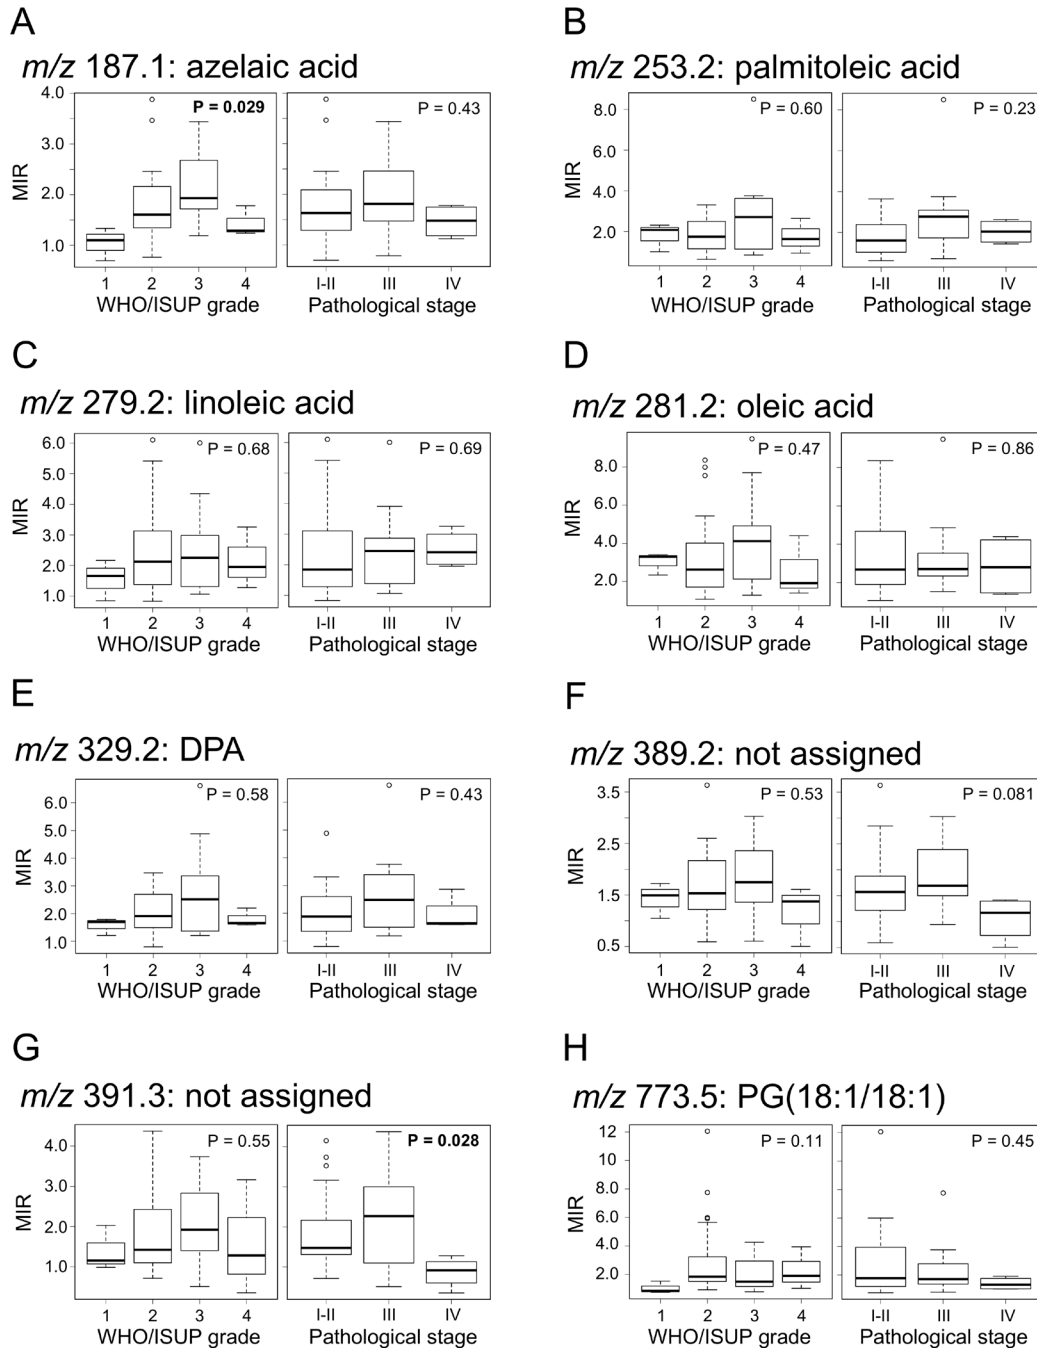 A
m/z 187.1: azelaic acid
MIR
4.0
3.0
2.0
1.0
P = 0.029
P = 0.43
1 2 3 4
I-II III IV
WHO/ISUP grade
Pathological stage
B
m/z 253.2: palmitoleic acid
MIR
8.0
6.0
4.0
2.0
P = 0.60
P = 0.23
1 2 3 4
I-II III IV
WHO/ISUP grade
Pathological stage
C
m/z 279.2: linoleic acid
MIR
6.0
5.0
4.0
3.0
2.0
1.0
P = 0.68
P = 0.69
1 2 3 4
I-II III IV
WHO/ISUP grade
Pathological stage
D
m/z 281.2: oleic acid
MIR
8.0
6.0
4.0
2.0
P = 0.47
P = 0.86
1 2 3 4
I-II III IV
WHO/ISUP grade
Pathological stage
E
m/z 329.2: DPA
MIR
6.0
5.0
4.0
3.0
2.0
1.0
P = 0.58
P = 0.43
1 2 3 4
I-II III IV
WHO/ISUP grade
Pathological stage
F
m/z 389.2: not assigned
MIR
3.5
2.5
1.5
0.5
P = 0.53
P = 0.081
1 2 3 4
I-II III IV
WHO/ISUP grade
Pathological stage
G
m/z 391.3: not assigned
MIR
4.0
3.0
2.0
1.0
P = 0.55
P = 0.028
1 2 3 4
I-II III IV
WHO/ISUP grade
Pathological stage
H
m/z 773.5: PG(18:1/18:1)
MIR
12
10
8.0
6.0
4.0
2.0
P = 0.11
P = 0.45
1 2 3 4
I-II III IV
WHO/ISUP grade
Pathological stage